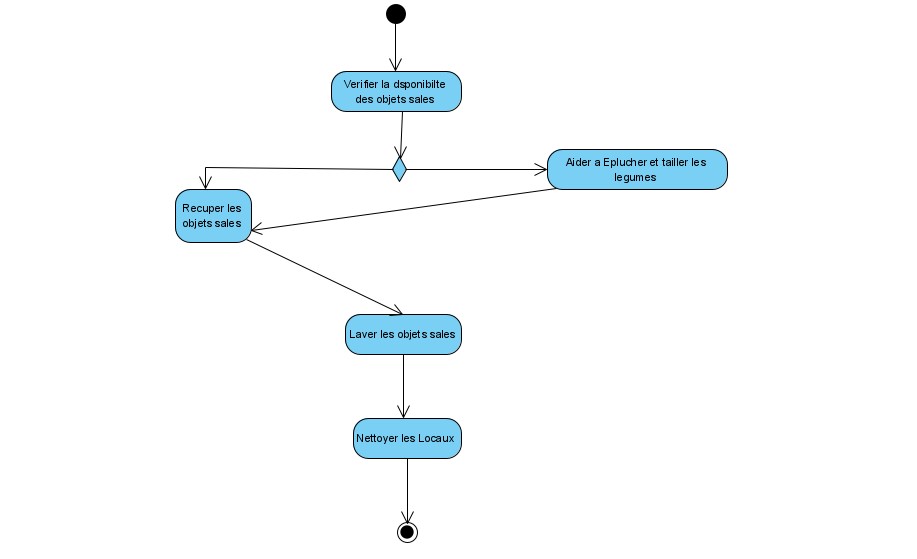 Verifier la dsponibilte
des objets sales
Aider a Eplucher et tailler les
legumes
Recuper les
objets sales
Laver les objets sales
Nettoyer les Locaux